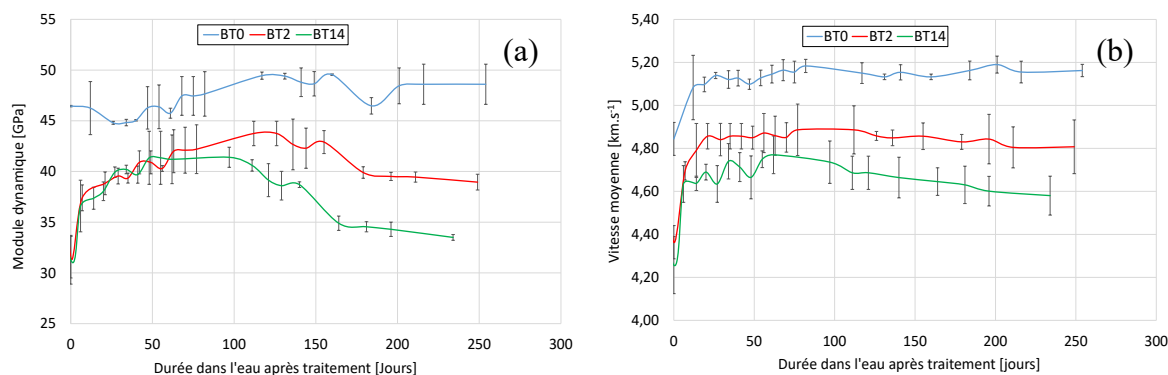 BT0 BT2 BT14
(a)
Module dynamique [GPa]
55
50
45
40
35
30
25
0 50 100 150 200 250 300
Durée dans l'eau après traitement [Jours]
BT0 BT2 BT14
(b)
Vitesse moyenne [km.s⁻¹]
5,40
5,20
5,00
4,80
4,60
4,40
4,20
4,00
0 50 100 150 200 250 300
Durée dans l'eau après traitement [jours]